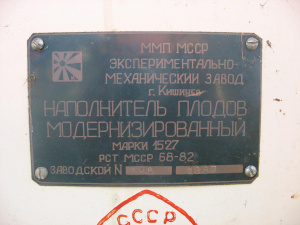 ММП МССР
ЭКСПЕРИМЕНТАЛЬНО-
МЕХАНИЧЕСКИЙ ЗАВОД
г. Кишинев
НАПОЛНИТЕЛЬ ПЛОДОВ
МОДЕРНИЗИРОВАННЫЙ
МАРКИ 1527
РСТ МССР 68-82
ЗАВОДСКОЙ N
СССР